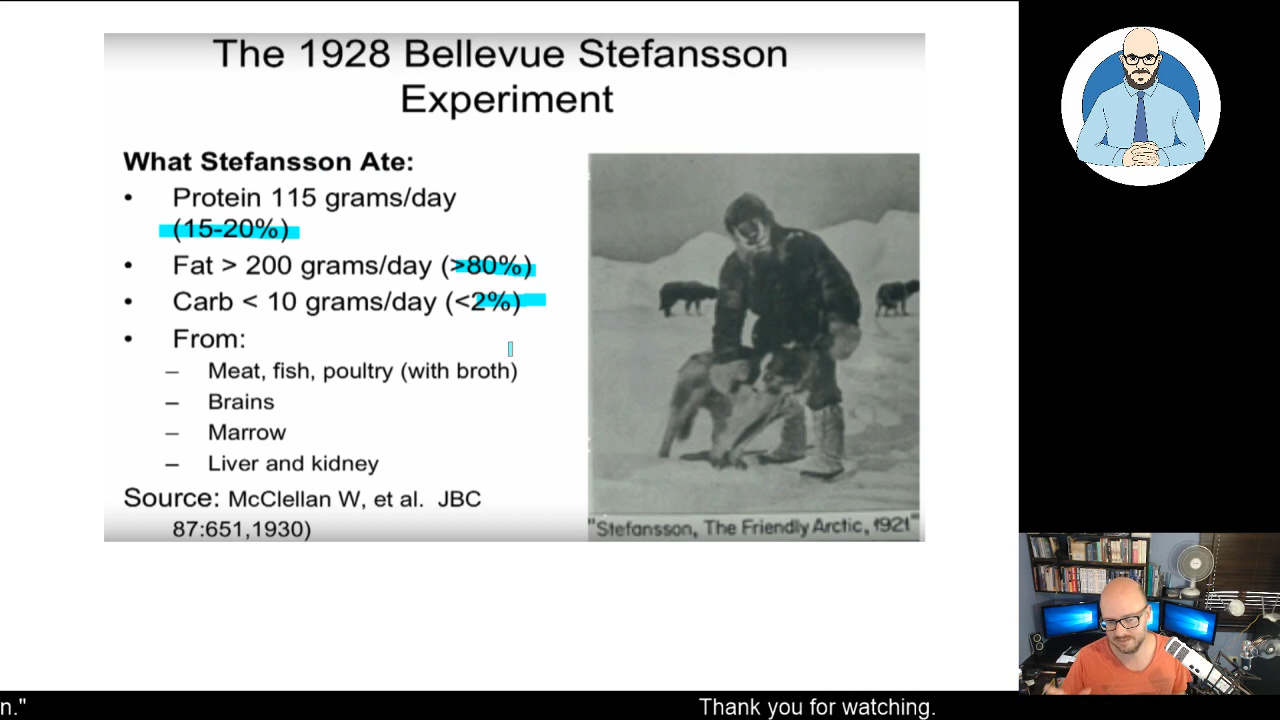 The 1928 Bellevue Stefansson
Experiment
What Stefansson Ate:
• Protein 115 grams/day
(15-20%)
• Fat > 200 grams/day (>80%)
• Carb < 10 grams/day (<2%)
• From:
– Meat, fish, poultry (with broth)
– Brains
– Marrow
– Liver and kidney
Source: McClellan W, et al. JBC
87:651,1930)
"Stefansson, The Friendly Arctic, 1921"
n." Thank you for watching.